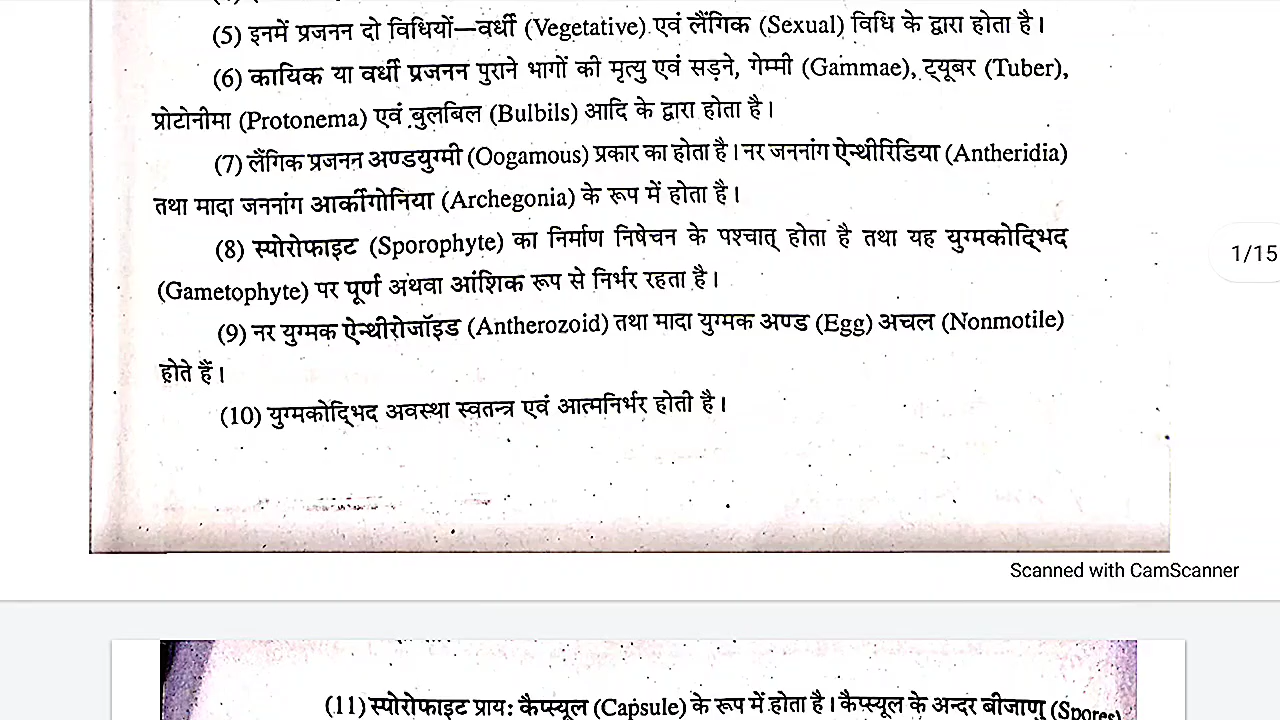 (5) इनमें प्रजनन दो विधियों—वर्धी (Vegetative) एवं लैंगिक (Sexual) विधि के द्वारा होता है।
(6) कायिक या वर्धी प्रजनन पुराने भागों की मृत्यु एवं सड़ने, गेम्मी (Gammae), ट्यूबर (Tuber),
प्रोटोनीमा (Protonema) एवं बुलबिल (Bulbils) आदि के द्वारा होता है।
(7) लैंगिक प्रजनन अण्डयुग्मी (Oogamous) प्रकार का होता है। नर जननांग ऐन्थीरिडिया (Antheridia)
तथा मादा जननांग आर्कीगोनिया (Archegonia) के रूप में होता है।
(8) स्पोरोफाइट (Sporophyte) का निर्माण निषेचन के पश्चात् होता है तथा यह युग्मकोद्भिद
(Gametophyte) पर पूर्ण अथवा आंशिक रूप से निर्भर रहता है।
(9) नर युग्मक ऐन्थीरोजॉइड (Antherozoid) तथा मादा युग्मक अण्ड (Egg) अचल (Nonmotile)
होते हैं।
(10) युग्मकोद्भिद अवस्था स्वतन्त्र एवं आत्मनिर्भर होती है।
1/15
Scanned with CamScanner
(11) स्पोरोफाइट प्राय: कैप्स्यूल (Capsule) के रूप में होता है। कैप्स्यूल के अन्दर बीजाणु (Spores)